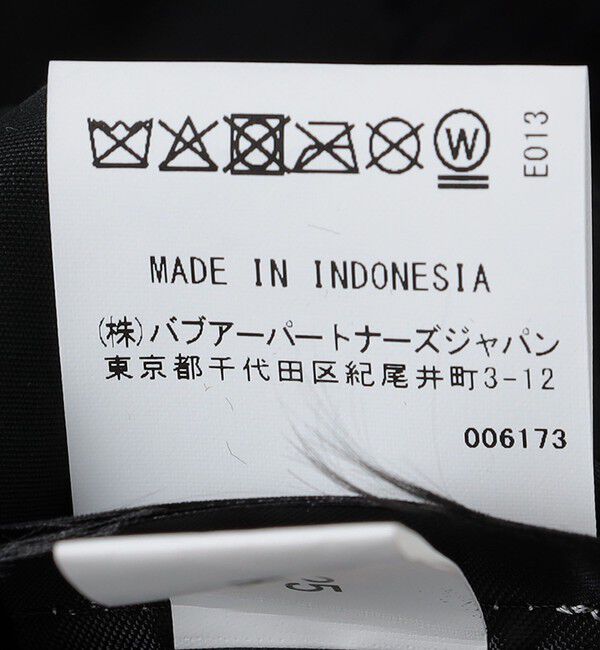 W
E013
MADE IN INDONESIA
(株)バブアーパートナーズジャパン
東京都千代田区紀尾井町3-12
006173